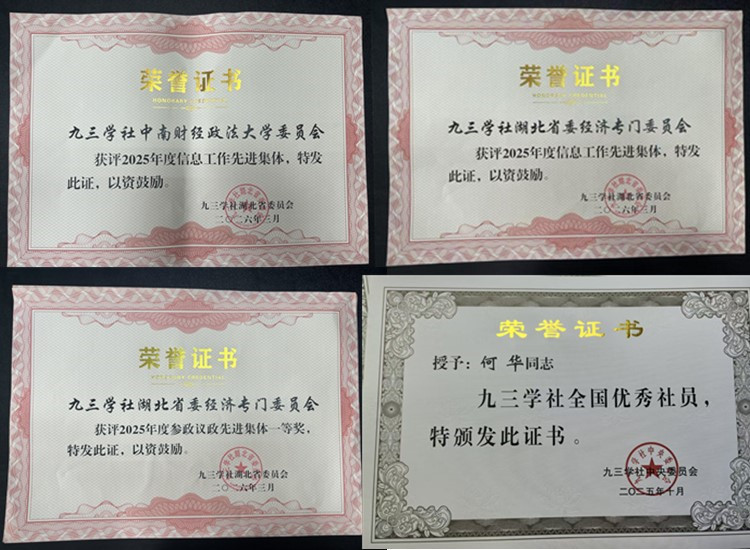 荣誉证书
HONORARY CREDENTIAL
九三学社中南财经政法大学委员会
获评2025年度信息工作先进集体，特发
此证，以资鼓励。
九三学社湖北省委员会
二〇二六年三月
荣誉证书
HONORARY CREDENTIAL
九三学社湖北省委经济专门委员会
获评2025年度信息工作先进集体，特发
此证，以资鼓励。
九三学社湖北省委员会
二〇二六年三月
荣誉证书
HONORARY CREDENTIAL
九三学社湖北省委经济专门委员会
获评2025年度参政议政先进集体一等奖，
特发此证，以资鼓励。
九三学社湖北省委员会
二〇二六年三月
荣誉证书
授予：何华同志
九三学社全国优秀社员，
特颁发此证书。
九三学社中央委员会
二〇二五年十月